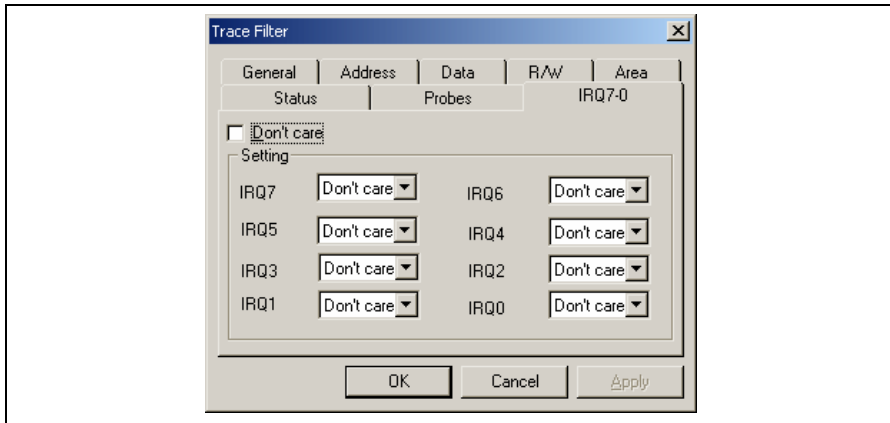 Trace Filter
General Address Data R/W Area
Status Probes IRQ7-0
Don't care
Setting
IRQ7 Don't care IRQ6 Don't care
IRQ5 Don't care IRQ4 Don't care
IRQ3 Don't care IRQ2 Don't care
IRQ1 Don't care IRQ0 Don't care
OK Cancel Apply